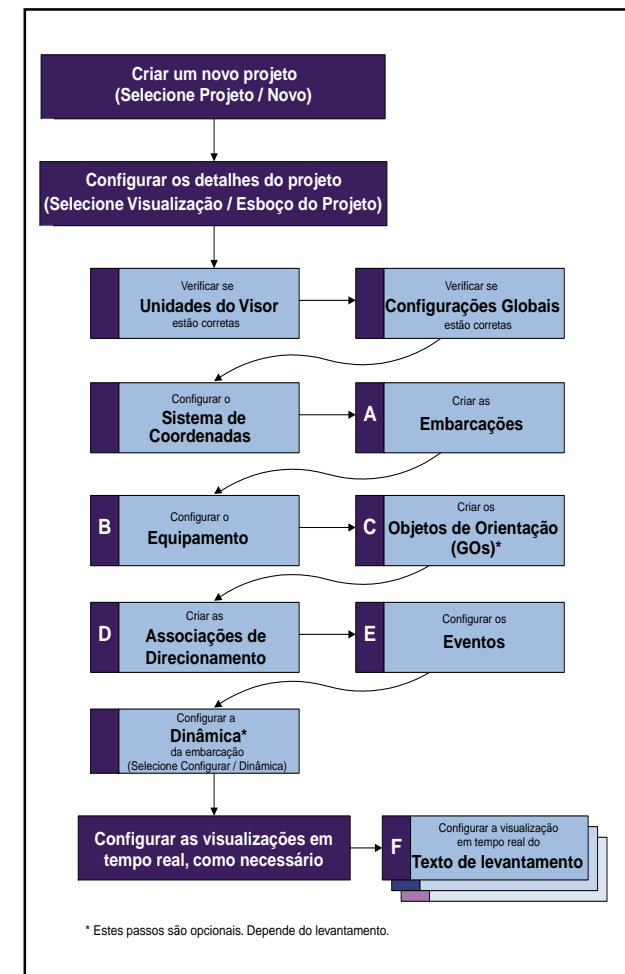 Criar um novo projeto
(Selecione Projeto / Novo)
Configurar os detalhes do projeto
(Selecione Visualização / Esboço do Projeto)
Verificar se
Unidades do Visor
estão corretas
Verificar se
Configurações Globais
estão corretas
Configurar o
Sistema de
Coordenadas
A
Criar as
Embarcações
B
Configurar o
Equipamento
C
Criar os
Objetos de Orientação
(GOs)*
D
Criar as
Associações de
Direcionamento
E
Configurar os
Eventos
Configurar a
Dinâmica*
da embarcação
(Selecione Configurar / Dinâmica)
Configurar as visualizações em
tempo real, como necessário
F
Configurar a visualização
em tempo real do
Texto de levantamento
* Estes passos são opcionais. Depende do levantamento.